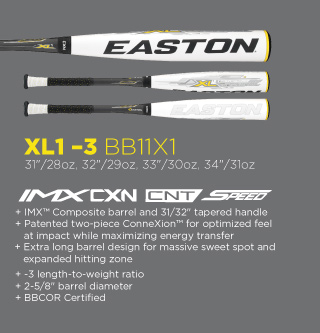 XL1
EASTON
XL1
EASTON
XL1 -3 BB11X1
31"/28oz, 32"/29oz, 33"/30oz, 34"/31oz
IMX CXN CNT SPEED
+ IMX™ Composite barrel and 31/32" tapered handle
+ Patented two-piece ConneXion™ for optimized feel
at impact while maximizing energy transfer
+ Extra long barrel design for massive sweet spot and
expanded hitting zone
+ -3 length-to-weight ratio
+ 2-5/8" barrel diameter
+ BBCOR Certified